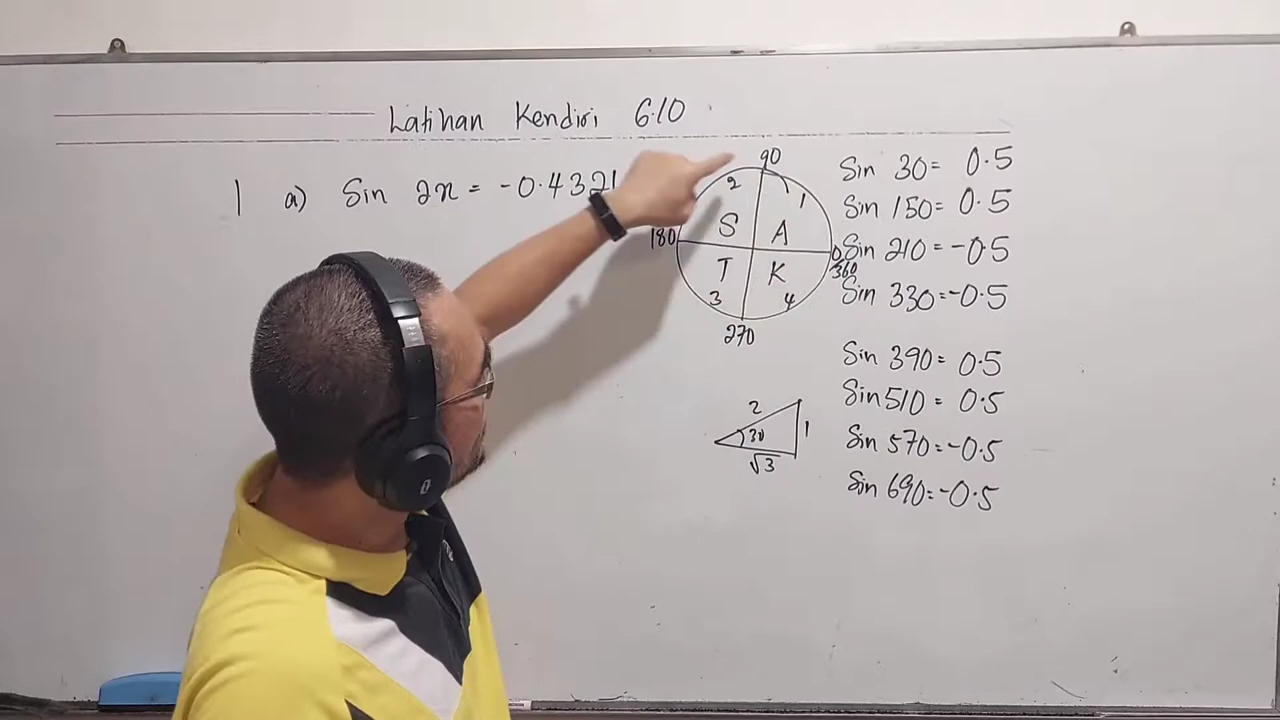 Latihan Kendiri 6.10
1 a) Sin 2x = -0.4321
90
2 1
S A
180 0
360
T K
3 4
270
Sin 30= 0.5
Sin 150= 0.5
Sin 210= -0.5
Sin 330=-0.5
Sin 390= 0.5
Sin 510= 0.5
Sin 570=-0.5
Sin 690=-0.5
2
30 1
√3